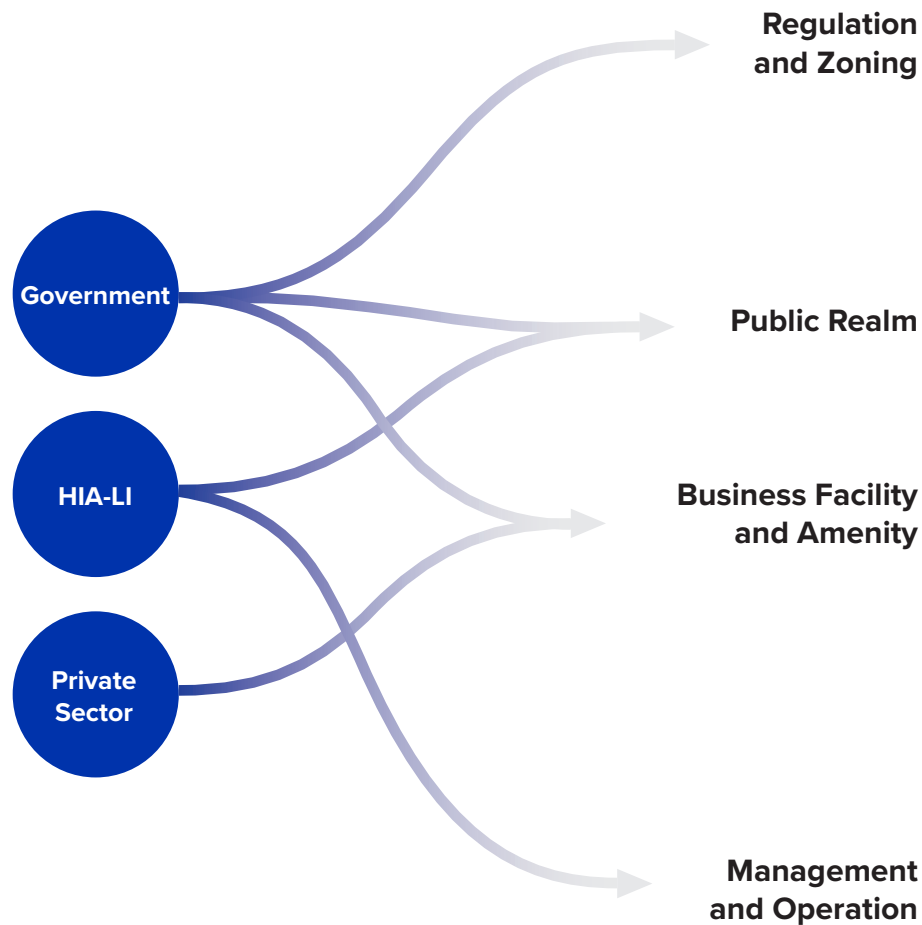 Regulation
and Zoning
Government
Public Realm
HIA-LI
Business Facility
and Amenity
Private
Sector
Management
and Operation